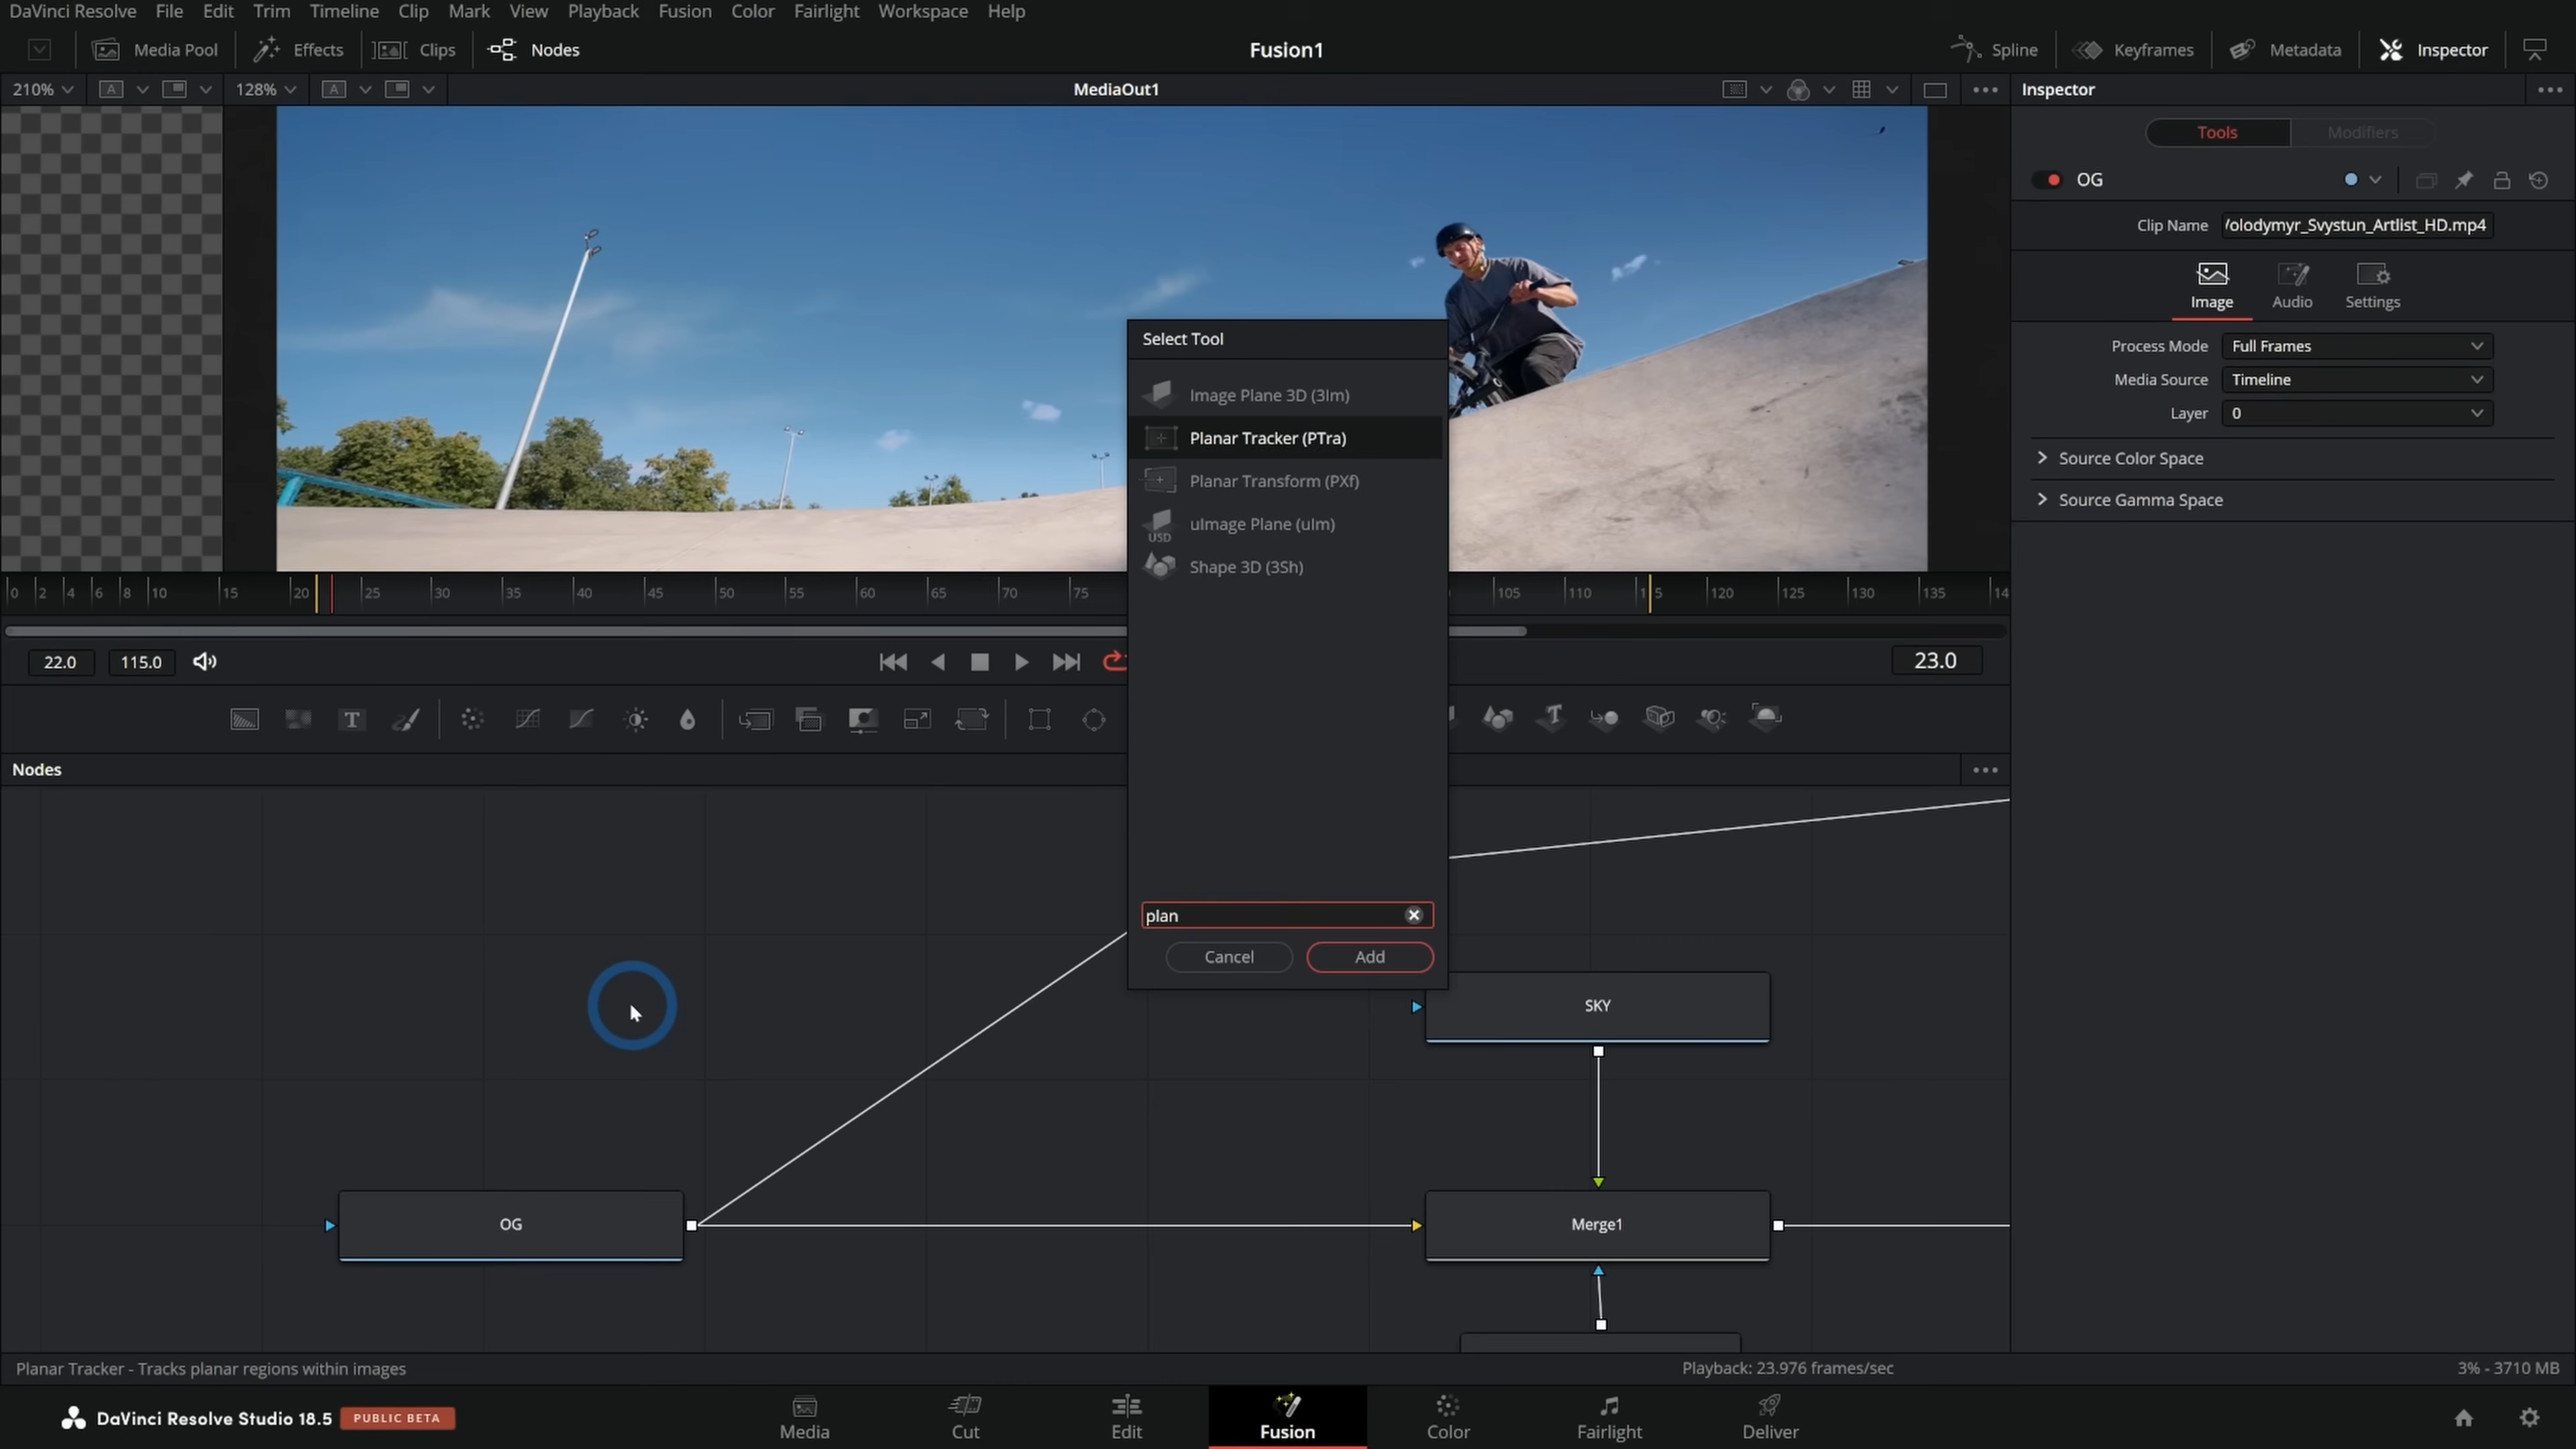 DaVinci Resolve File Edit Trim Timeline Clip Mark View Playback Fusion Color Fairlight Workspace Help
Media Pool Effects Clips Nodes Fusion1 Spline Keyframes Metadata Inspector
210% A 128% A MediaOut1 Inspector
Tools Modifiers
OG
Clip Name Volodymyr_Svystun_Artlist_HD.mp4
Image Audio Settings
Process Mode Full Frames
Media Source Timeline
Layer 0
Source Color Space
Source Gamma Space
Select Tool
Image Plane 3D (3Im)
Planar Tracker (PTra)
Planar Transform (PXf)
uImage Plane (uIm)
USD
Shape 3D (3Sh)
0 2 4 6 8 10 15 20 25 30 35 40 45 50 55 60 65 70 75 105 110 115 120 125 130 135 14
22.0 115.0 23.0
T T
Nodes
plan
Cancel Add
SKY
OG Merge1
Planar Tracker - Tracks planar regions within images Playback: 23.976 frames/sec 3% - 3710 MB
DaVinci Resolve Studio 18.5 PUBLIC BETA Media Cut Edit Fusion Color Fairlight Deliver